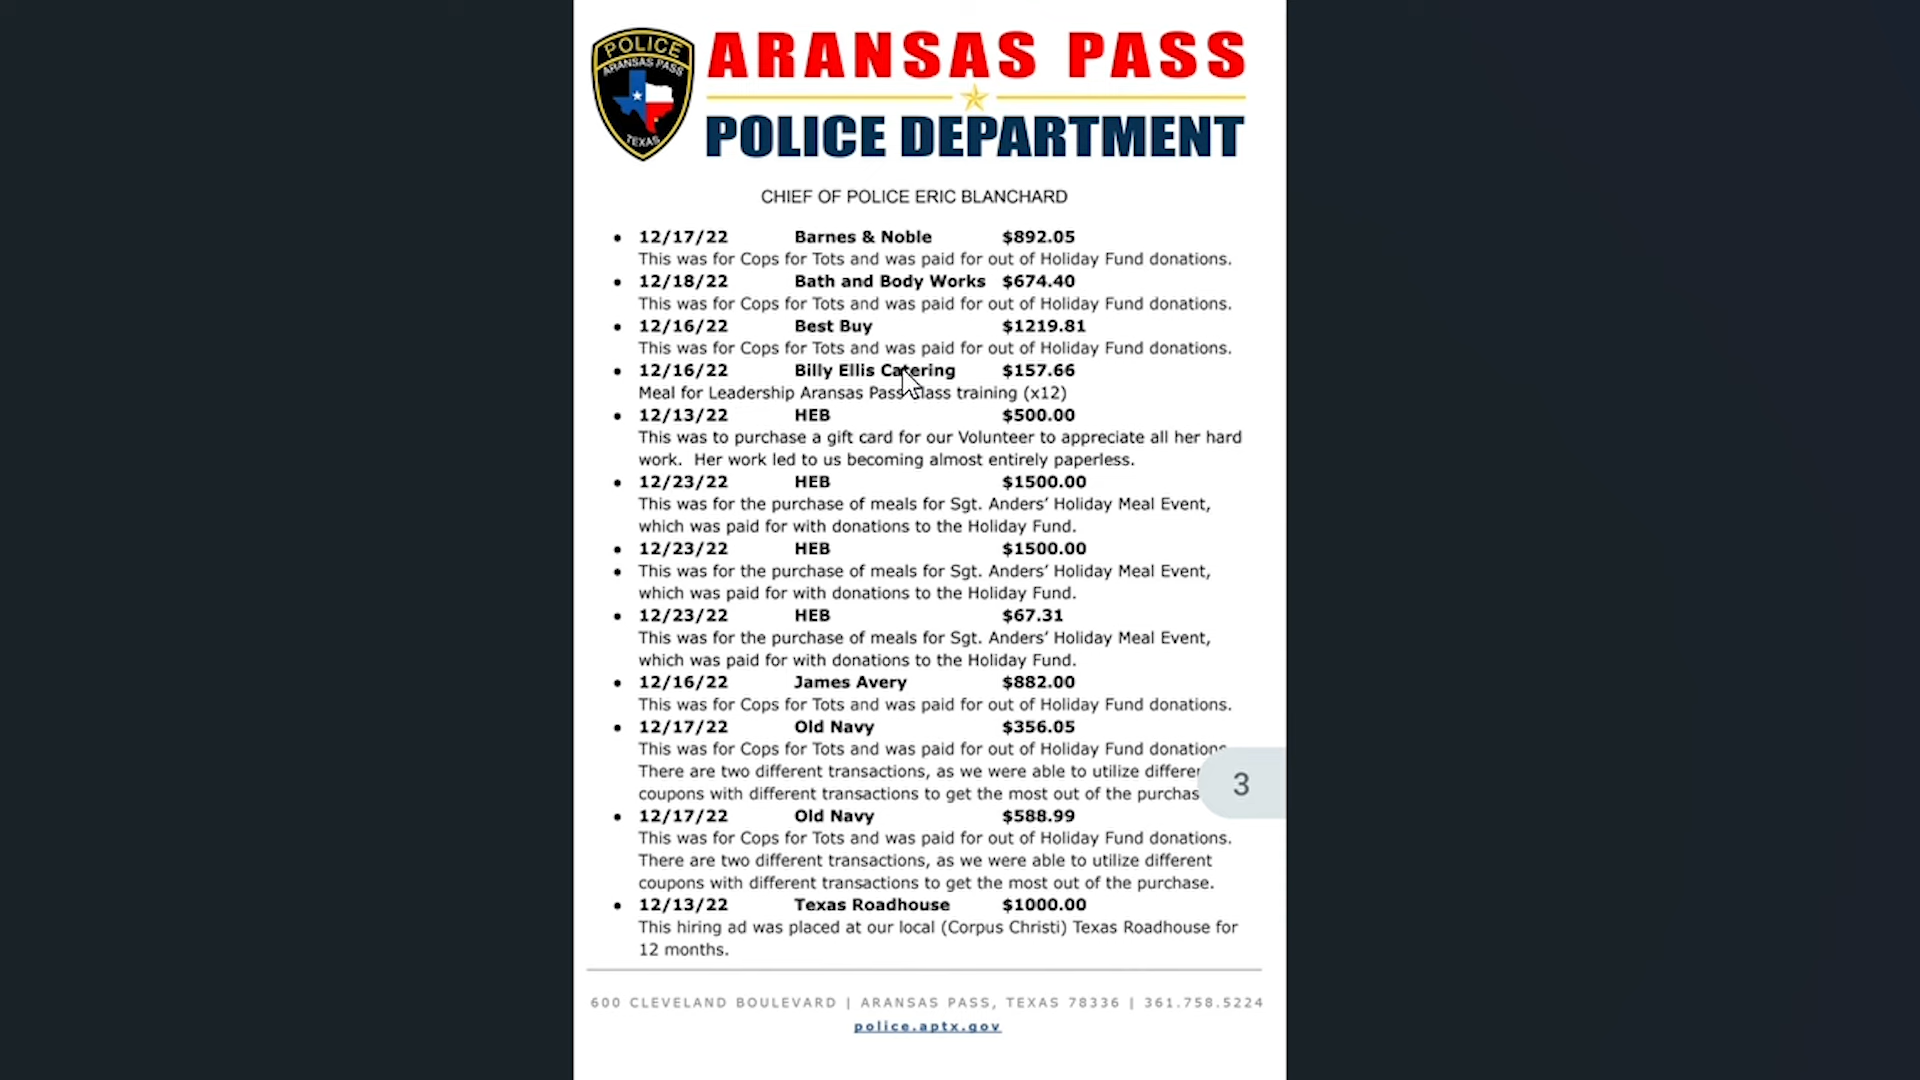 POLICE
ARANSAS PASS
TEXAS
ARANSAS PASS
POLICE DEPARTMENT
CHIEF OF POLICE ERIC BLANCHARD
• 12/17/22 Barnes & Noble $892.05
This was for Cops for Tots and was paid for out of Holiday Fund donations.
• 12/18/22 Bath and Body Works $674.40
This was for Cops for Tots and was paid for out of Holiday Fund donations.
• 12/16/22 Best Buy $1219.81
This was for Cops for Tots and was paid for out of Holiday Fund donations.
• 12/16/22 Billy Ellis Catering $157.66
Meal for Leadership Aransas Pass class training (x12)
• 12/13/22 HEB $500.00
This was to purchase a gift card for our Volunteer to appreciate all her hard
work. Her work led to us becoming almost entirely paperless.
• 12/23/22 HEB $1500.00
This was for the purchase of meals for Sgt. Anders’ Holiday Meal Event,
which was paid for with donations to the Holiday Fund.
• 12/23/22 HEB $1500.00
• This was for the purchase of meals for Sgt. Anders’ Holiday Meal Event,
which was paid for with donations to the Holiday Fund.
• 12/23/22 HEB $67.31
This was for the purchase of meals for Sgt. Anders’ Holiday Meal Event,
which was paid for with donations to the Holiday Fund.
• 12/16/22 James Avery $882.00
This was for Cops for Tots and was paid for out of Holiday Fund donations.
• 12/17/22 Old Navy $356.05
This was for Cops for Tots and was paid for out of Holiday Fund donations
There are two different transactions, as we were able to utilize differen
coupons with different transactions to get the most out of the purchas
3
• 12/17/22 Old Navy $588.99
This was for Cops for Tots and was paid for out of Holiday Fund donations.
There are two different transactions, as we were able to utilize different
coupons with different transactions to get the most out of the purchase.
• 12/13/22 Texas Roadhouse $1000.00
This hiring ad was placed at our local (Corpus Christi) Texas Roadhouse for
12 months.
600 CLEVELAND BOULEVARD | ARANSAS PASS, TEXAS 78336 | 361.758.5224
police.aptx.gov